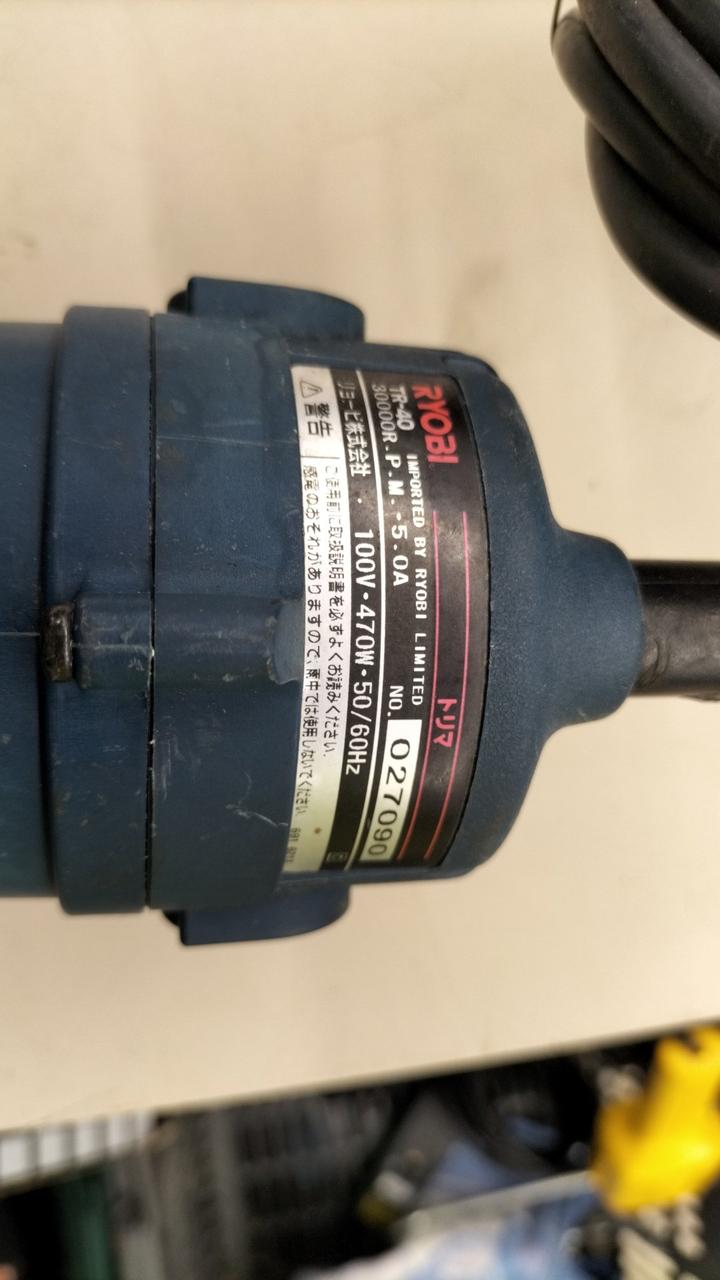 RYOBI
トリマ
TR-40 IMPORTED BY RYOBI LIMITED
30000R.P.M.-5.0A NO. 027090
リョービ株式会社 · 100V·470W·50/60Hz
⚠警告 ご使用前に取扱説明書を必ずよくお読みください.
感電のおそれがありますので,雨中では使用しないでください.